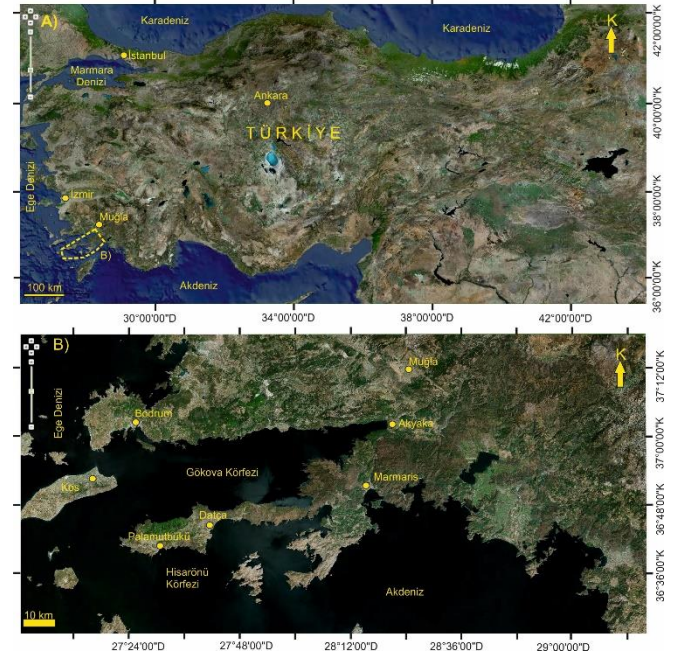 A)
Karadeniz
Karadeniz
K
İstanbul
Marmara
Denizi
Ankara
TÜRKİYE
Ege Denizi
İzmir
Muğla
B)
Akdeniz
100 km
42°00'00"K
40°00'00"K
38°00'00"K
36°00'00"K
30°00'00"D
34°00'00"D
38°00'00"D
42°00'00"D
B)
K
Ege Denizi
Muğla
Bodrum
Akyaka
Gökova Körfezi
Kos
Marmaris
Datça
Palamutbükü
Hisarönü
Körfezi
Akdeniz
10 km
37°12'00"K
37°00'00"K
36°48'00"K
36°36'00"K
27°24'00"D
27°48'00"D
28°12'00"D
28°36'00"D
29°00'00"D